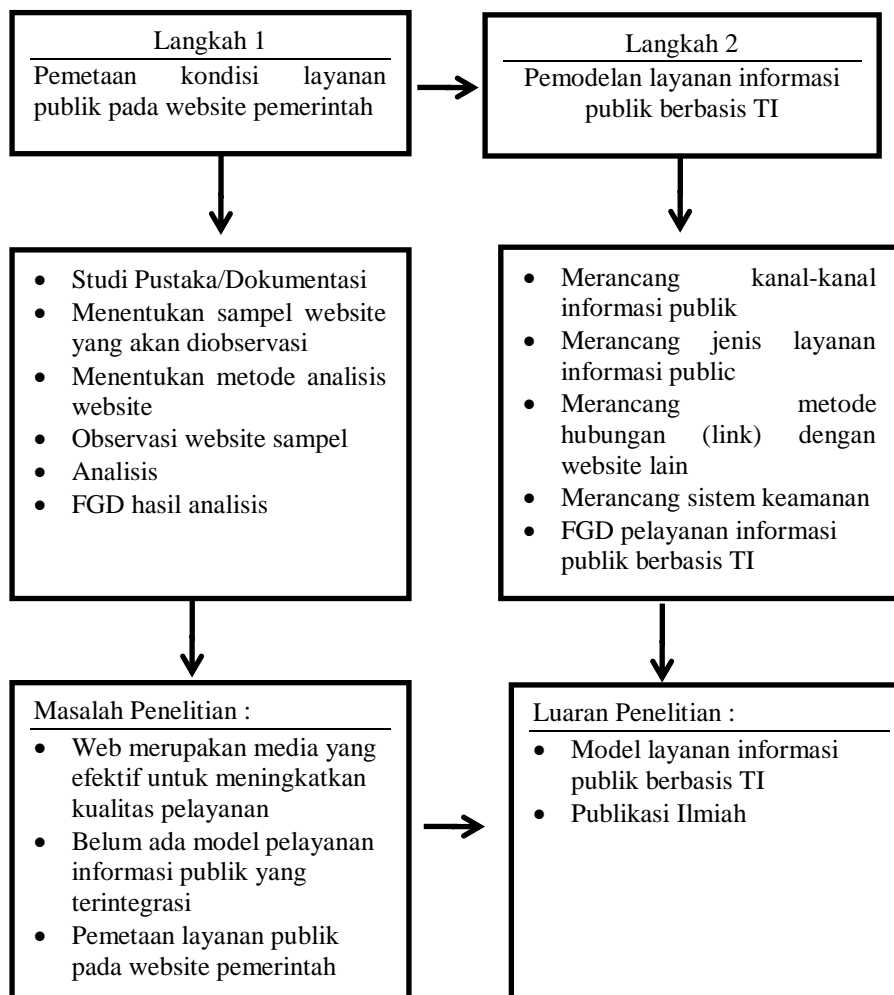 Langkah 1
Pemetaan kondisi layanan
publik pada website pemerintah
Langkah 2
Pemodelan layanan informasi
publik berbasis TI
• Studi Pustaka/Dokumentasi
• Menentukan sampel website
yang akan diobservasi
• Menentukan metode analisis
website
• Observasi website sampel
• Analisis
• FGD hasil analisis
• Merancang kanal-kanal
informasi publik
• Merancang jenis layanan
informasi public
• Merancang metode
hubungan (link) dengan
website lain
• Merancang sistem keamanan
• FGD pelayanan informasi
publik berbasis TI
Masalah Penelitian :
• Web merupakan media yang
efektif untuk meningkatkan
kualitas pelayanan
• Belum ada model pelayanan
informasi publik yang
terintegrasi
• Pemetaan layanan publik
pada website pemerintah
Luaran Penelitian :
• Model layanan informasi
publik berbasis TI
• Publikasi Ilmiah